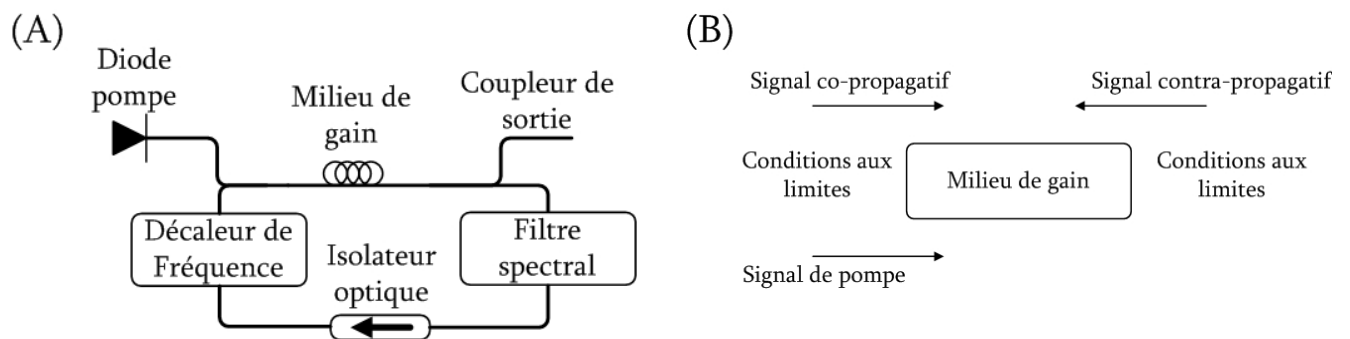 (A)
Diode
pompe
Milieu de
gain
Coupleur de
sortie
Décaleur de
Fréquence
Isolateur
optique
Filtre
spectral
(B)
Signal co-propagatif
Signal contra-propagatif
Conditions aux
limites
Milieu de gain
Conditions aux
limites
Signal de pompe